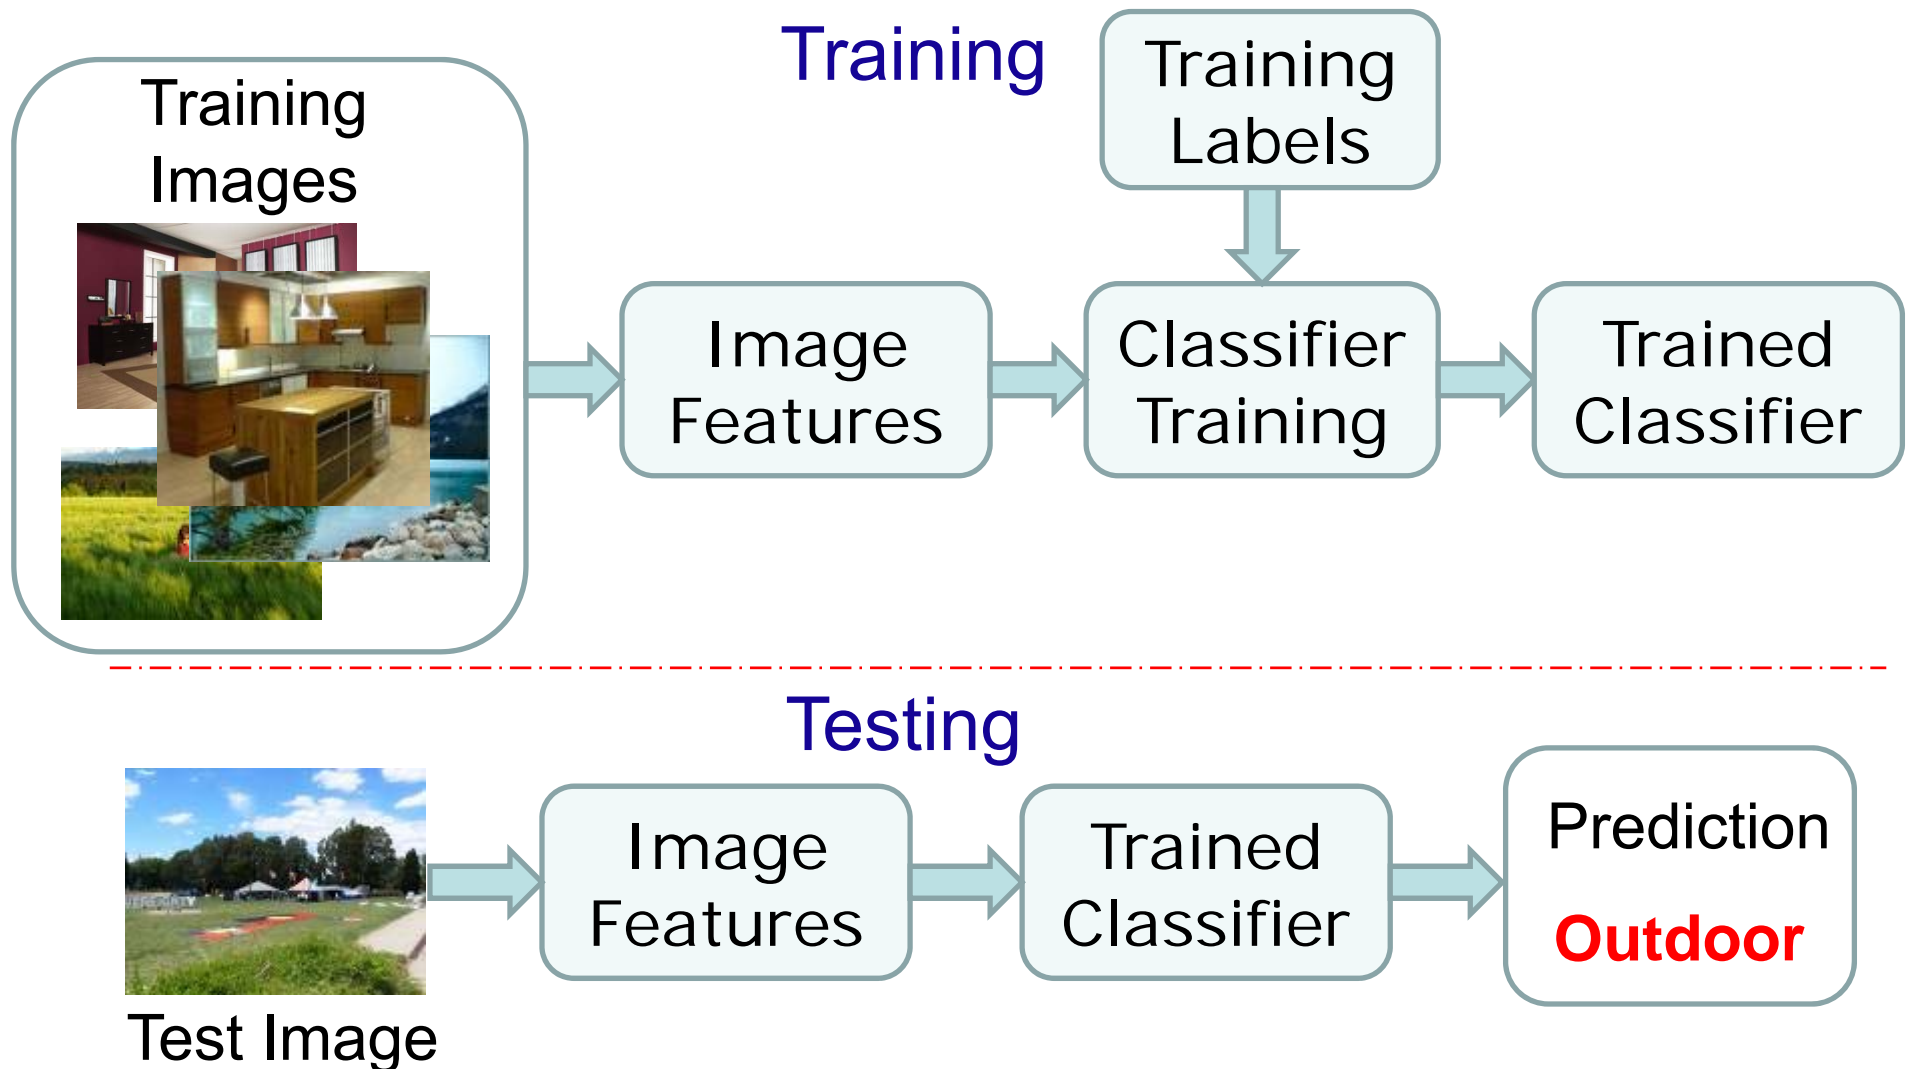 Training
Training
Labels
Training
Images
Image
Features
Classifier
Training
Trained
Classifier
Testing
Image
Features
Trained
Classifier
Prediction
Outdoor
Test Image